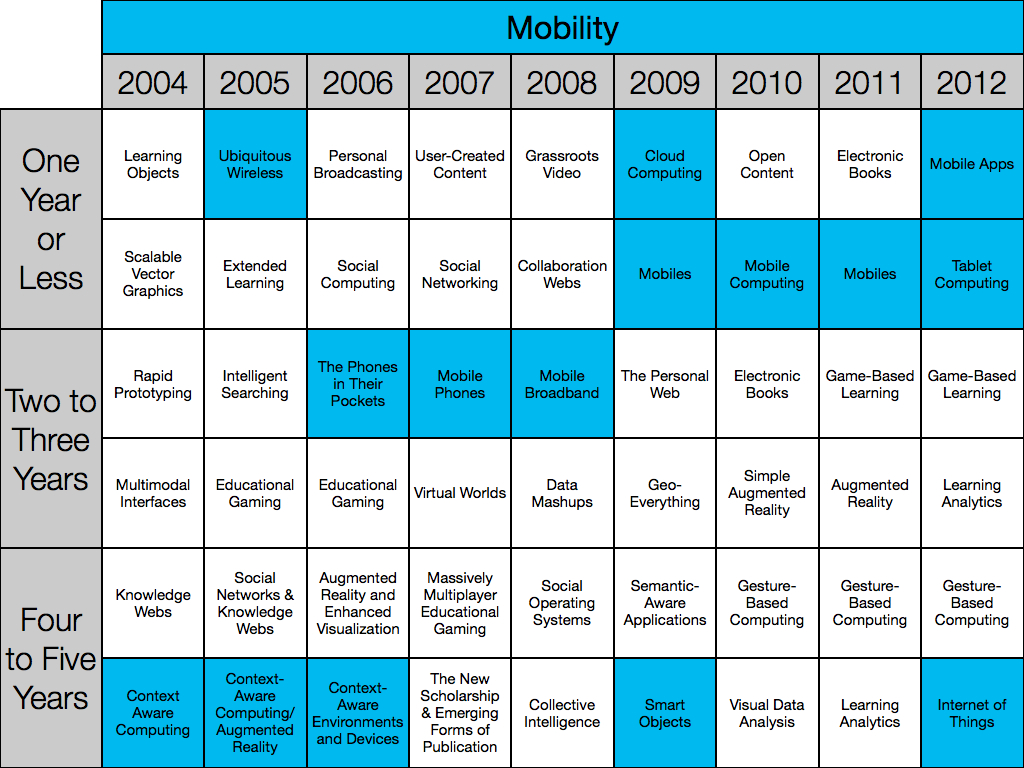 Mobility
2004 2005 2006 2007 2008 2009 2010 2011 2012
One
Year
or
Less
Learning
Objects
Ubiquitous
Wireless
Personal
Broadcasting
User-Created
Content
Grassroots
Video
Cloud
Computing
Open
Content
Electronic
Books
Mobile Apps
Scalable
Vector
Graphics
Extended
Learning
Social
Computing
Social
Networking
Collaboration
Webs
Mobiles
Mobile
Computing
Mobiles
Tablet
Computing
Two to
Three
Years
Rapid
Prototyping
Intelligent
Searching
The Phones
in Their
Pockets
Mobile
Phones
Mobile
Broadband
The Personal
Web
Electronic
Books
Game-Based
Learning
Game-Based
Learning
Multimodal
Interfaces
Educational
Gaming
Educational
Gaming
Virtual Worlds
Data
Mashups
Geo-
Everything
Simple
Augmented
Reality
Augmented
Reality
Learning
Analytics
Four
to Five
Years
Knowledge
Webs
Social
Networks &
Knowledge
Webs
Augmented
Reality and
Enhanced
Visualization
Massively
Multiplayer
Educational
Gaming
Social
Operating
Systems
Semantic-
Aware
Applications
Gesture-
Based
Computing
Gesture-
Based
Computing
Gesture-
Based
Computing
Context
Aware
Computing
Context-
Aware
Computing/
Augmented
Reality
Context-
Aware
Environments
and Devices
The New
Scholarship
& Emerging
Forms of
Publication
Collective
Intelligence
Smart
Objects
Visual Data
Analysis
Learning
Analytics
Internet of
Things